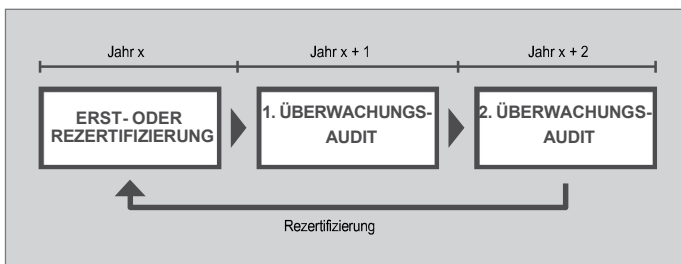 Jahr x
Jahr x + 1
Jahr x + 2
ERST- ODER
REZERTIFIZIERUNG
1. ÜBERWACHUNGS-
AUDIT
2. ÜBERWACHUNGS-
AUDIT
Rezertifizierung